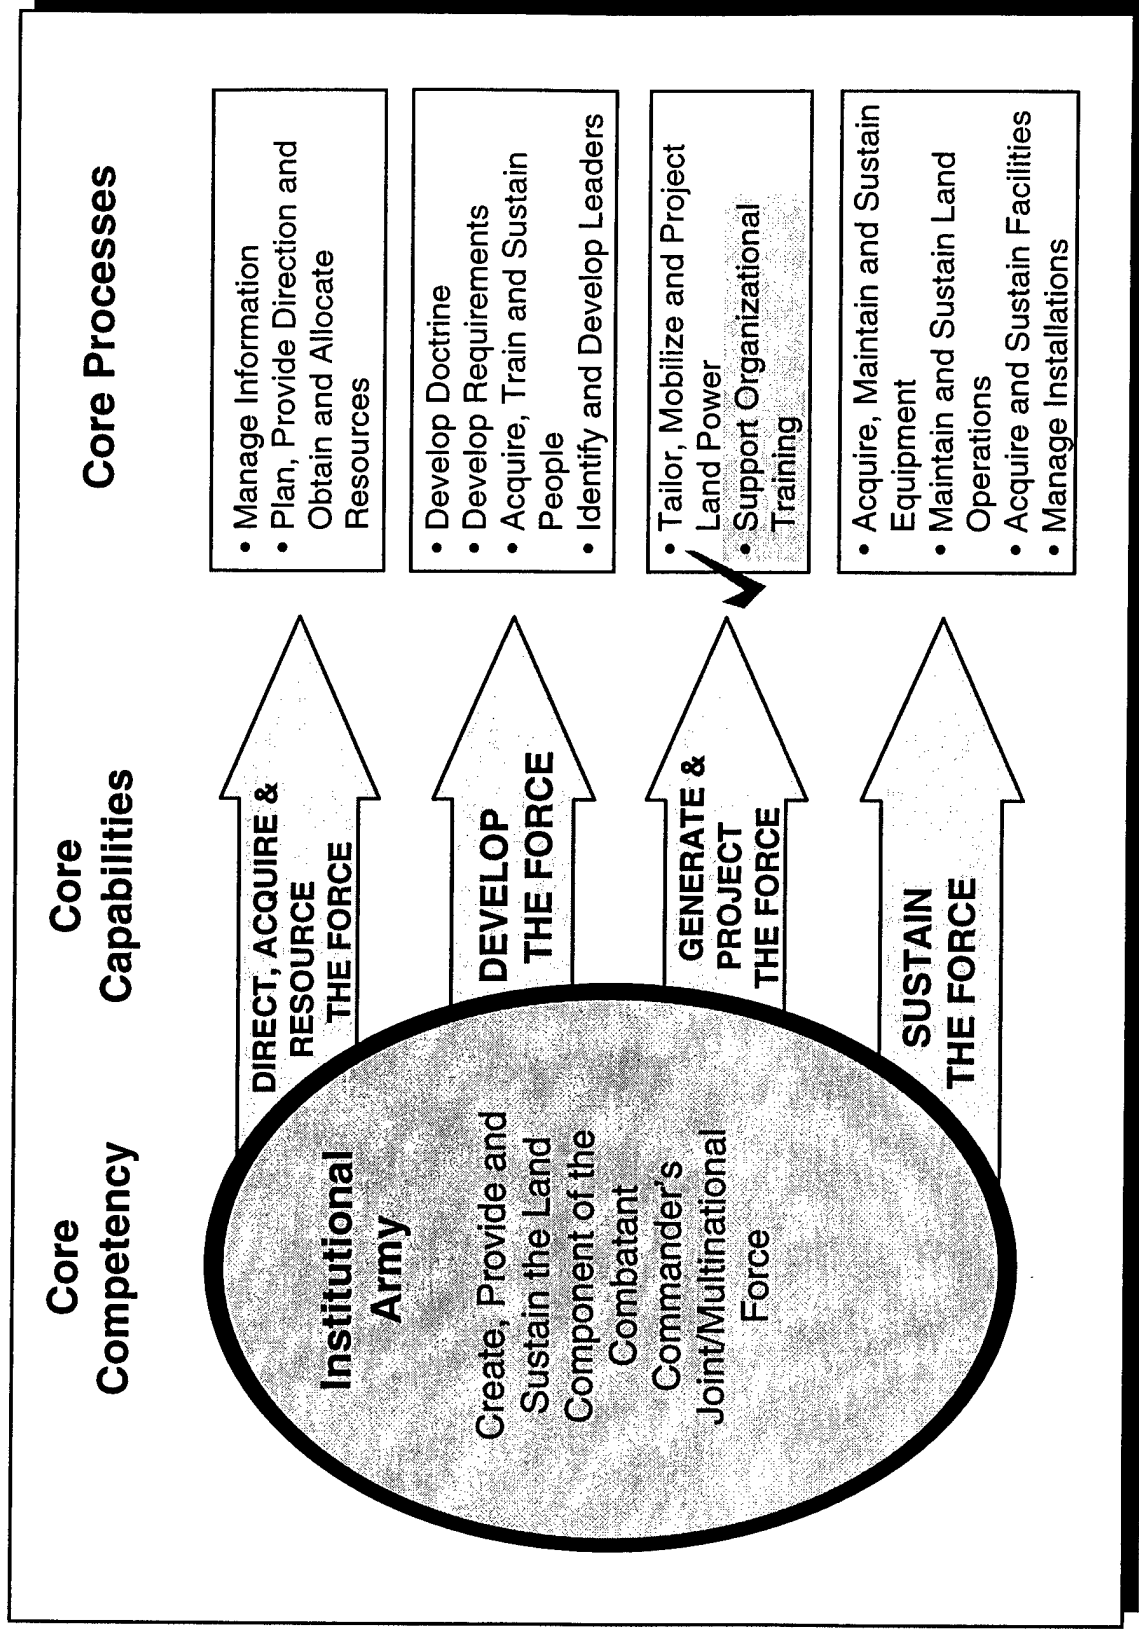 Core
Competency
Core
Capabilities
Core Processes
Institutional
Army
Create, Provide and
Sustain the Land
Component of the
Combatant
Commander's
Joint/Multinational
Force
DIRECT, ACQUIRE &
RESOURCE
THE FORCE
• Manage Information
• Plan, Provide Direction and
Obtain and Allocate
Resources
DEVELOP
THE FORCE
• Develop Doctrine
• Develop Requirements
• Acquire, Train and Sustain
People
• Identify and Develop Leaders
GENERATE &
PROJECT
THE FORCE
• Tailor, Mobilize and Project
Land Power
• Support Organizational
Training
SUSTAIN
THE FORCE
• Acquire, Maintain and Sustain
Equipment
• Maintain and Sustain Land
Operations
• Acquire and Sustain Facilities
• Manage Installations